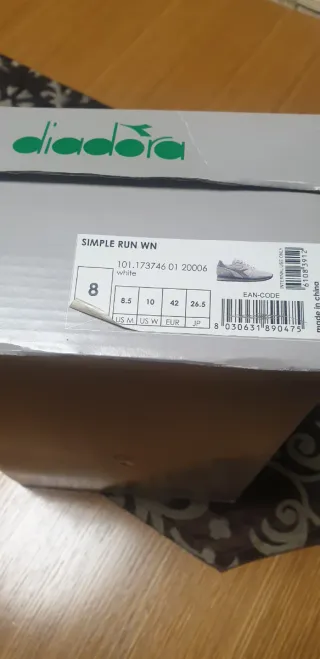 diadora
SIMPLE RUN WN
101.173746 01 20006
white
8
8.5 10 42 26.5
US M US W EUR JP
EAN-CODE
8 030631 890475
61083912
made in china